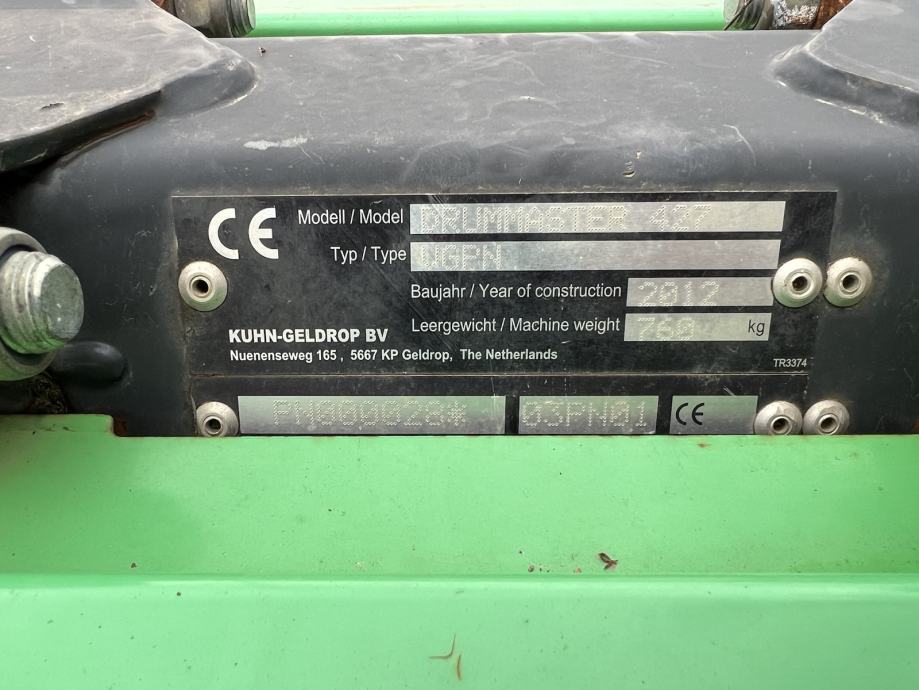 CE
Modell / Model DRUMMASTER 427
Typ / Type VGPN
Baujahr / Year of construction 2012
Leergewicht / Machine weight 760 kg
KUHN-GELDROP BV
Nuenenseweg 165 , 5667 KP Geldrop, The Netherlands
TR3374
PN000028* 03PN01 CE